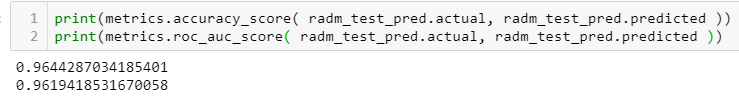 1 print(metrics.accuracy_score( radm_test_pred.actual, radm_test_pred.predicted ))
2 print(metrics.roc_auc_score( radm_test_pred.actual, radm_test_pred.predicted ))
0.9644287034185401
0.9619418531670058